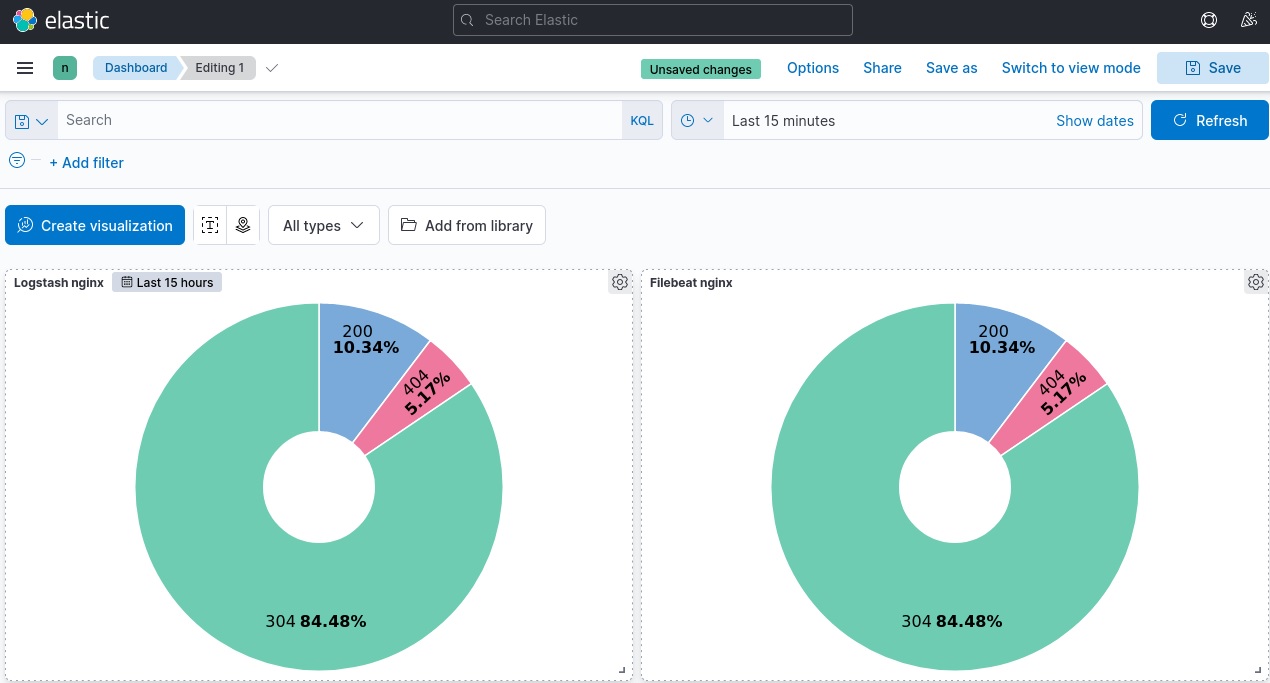 elastic
Search Elastic
n
Dashboard
Editing 1
Unsaved changes
Options
Share
Save as
Switch to view mode
Save
Search
KQL
Last 15 minutes
Show dates
Refresh
+ Add filter
Create visualization
T
All types
Add from library
Logstash nginx
Last 15 hours
200
10.34%
404
5.17%
304 84.48%
Filebeat nginx
200
10.34%
404
5.17%
304 84.48%